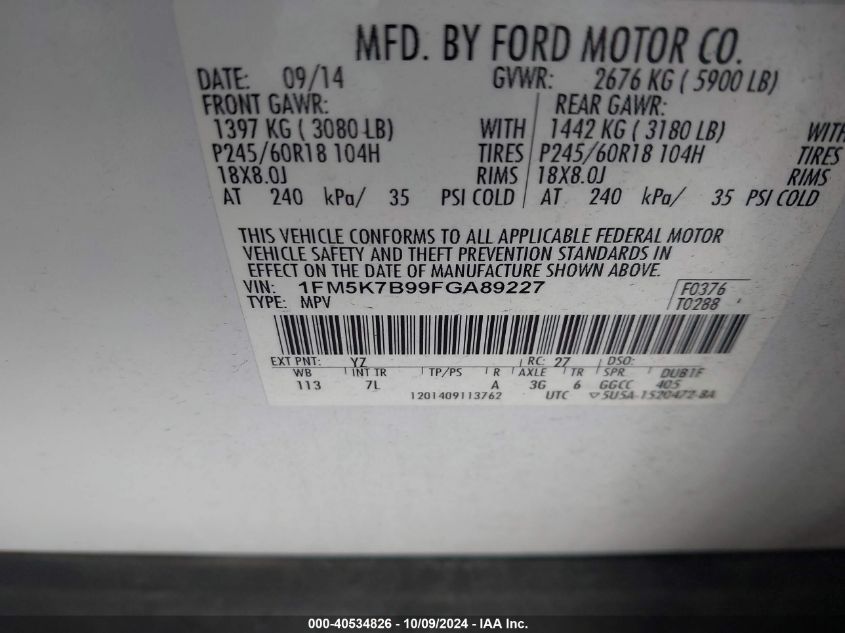 MFD. BY FORD MOTOR CO.
DATE: 09/14 GVWR: 2676 KG ( 5900 LB)
FRONT GAWR: REAR GAWR:
1397 KG ( 3080 LB) WITH 1442 KG ( 3180 LB) WITH
P245/60R18 104H TIRES P245/60R18 104H TIRES
18X8.0J RIMS 18X8.0J RIMS
AT 240 kPa/ 35 PSI COLD AT 240 kPa/ 35 PSI COLD
THIS VEHICLE CONFORMS TO ALL APPLICABLE FEDERAL MOTOR
VEHICLE SAFETY AND THEFT PREVENTION STANDARDS IN
EFFECT ON THE DATE OF MANUFACTURE SHOWN ABOVE.
VIN: 1FM5K7B99FGA89227 F0376
TYPE: MPV T0288
EXT PNT: YZ RC: 27 DSO:
WB INT TR TP/PS R AXLE TR SPR DUB1F
113 7L A 3G 6 GGCC 405
1201409113762 UTC 5U5A-1520472-BA
000-40534826 - 10/09/2024 - IAA Inc.